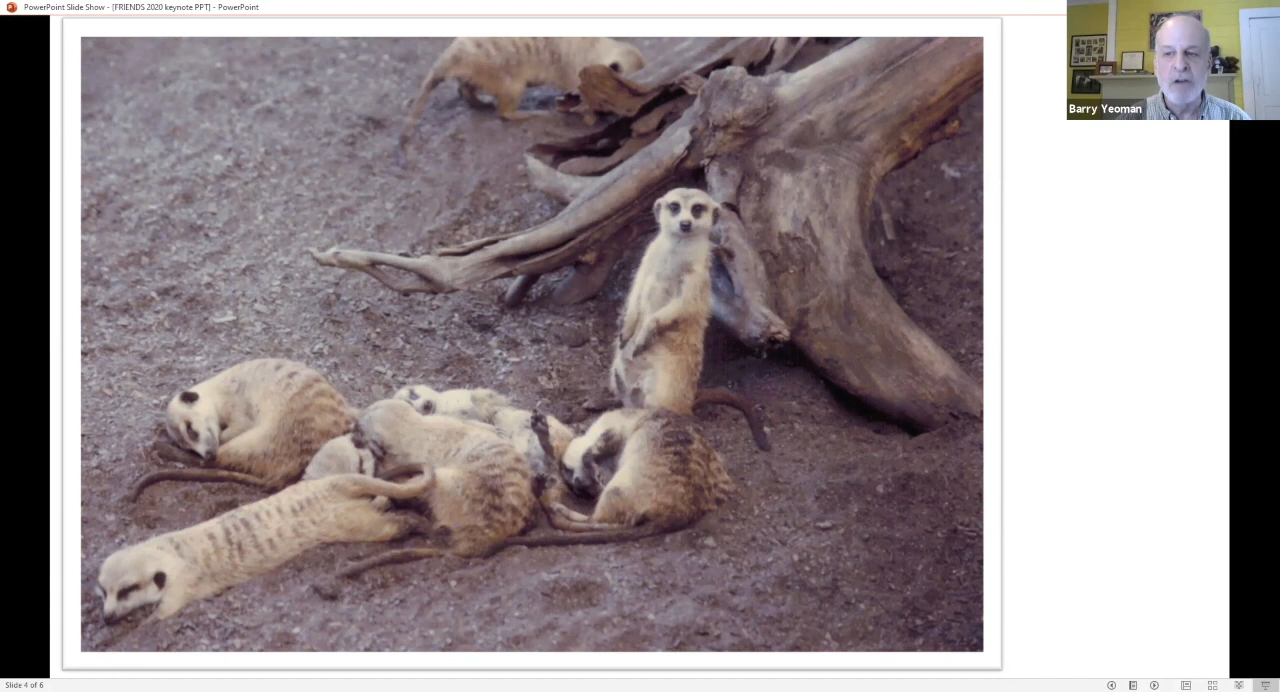 PowerPoint Slide Show - [FRIENDS 2020 keynote PPT] - PowerPoint
Barry Yeoman
Slide 4 of 6